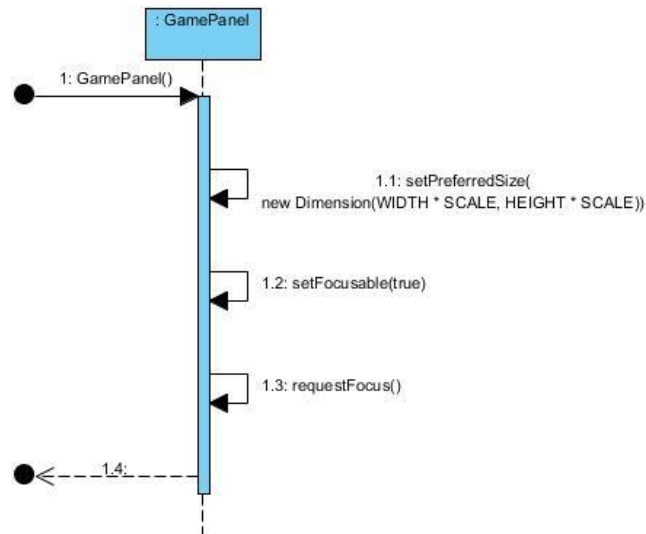 : GamePanel
1: GamePanel()
1.1: setPreferredSize(
new Dimension(WIDTH * SCALE, HEIGHT * SCALE))
1.2: setFocusable(true)
1.3: requestFocus()
1.4: